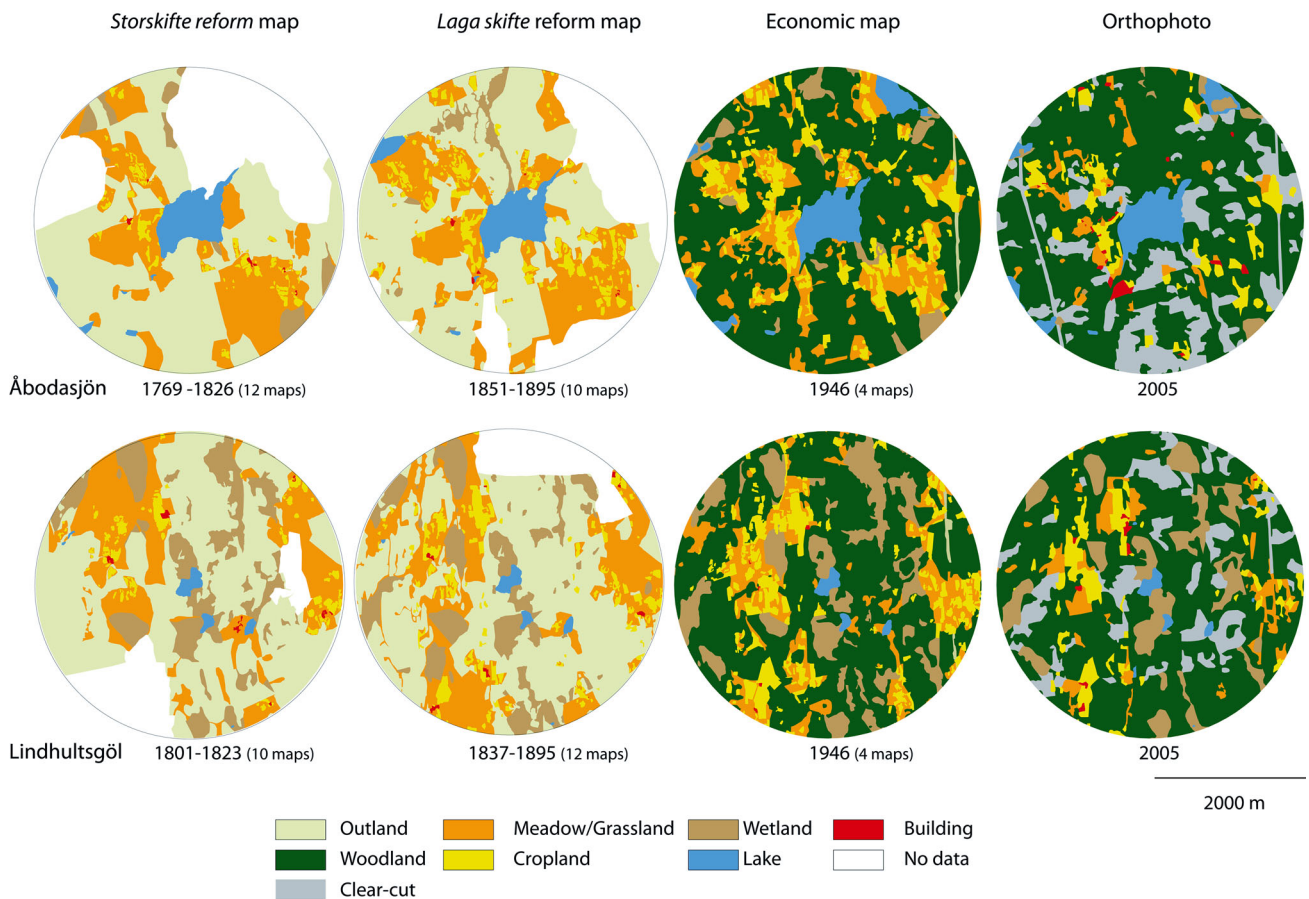 Storskifte reform map
Laga skifte reform map
Economic map
Orthophoto
Åbodasjön
1769 -1826 (12 maps)
1851-1895 (10 maps)
1946 (4 maps)
2005
Lindhultsgöl
1801-1823 (10 maps)
1837-1895 (12 maps)
1946 (4 maps)
2005
2000 m
Outland
Meadow/Grassland
Wetland
Building
Woodland
Cropland
Lake
No data
Clear-cut